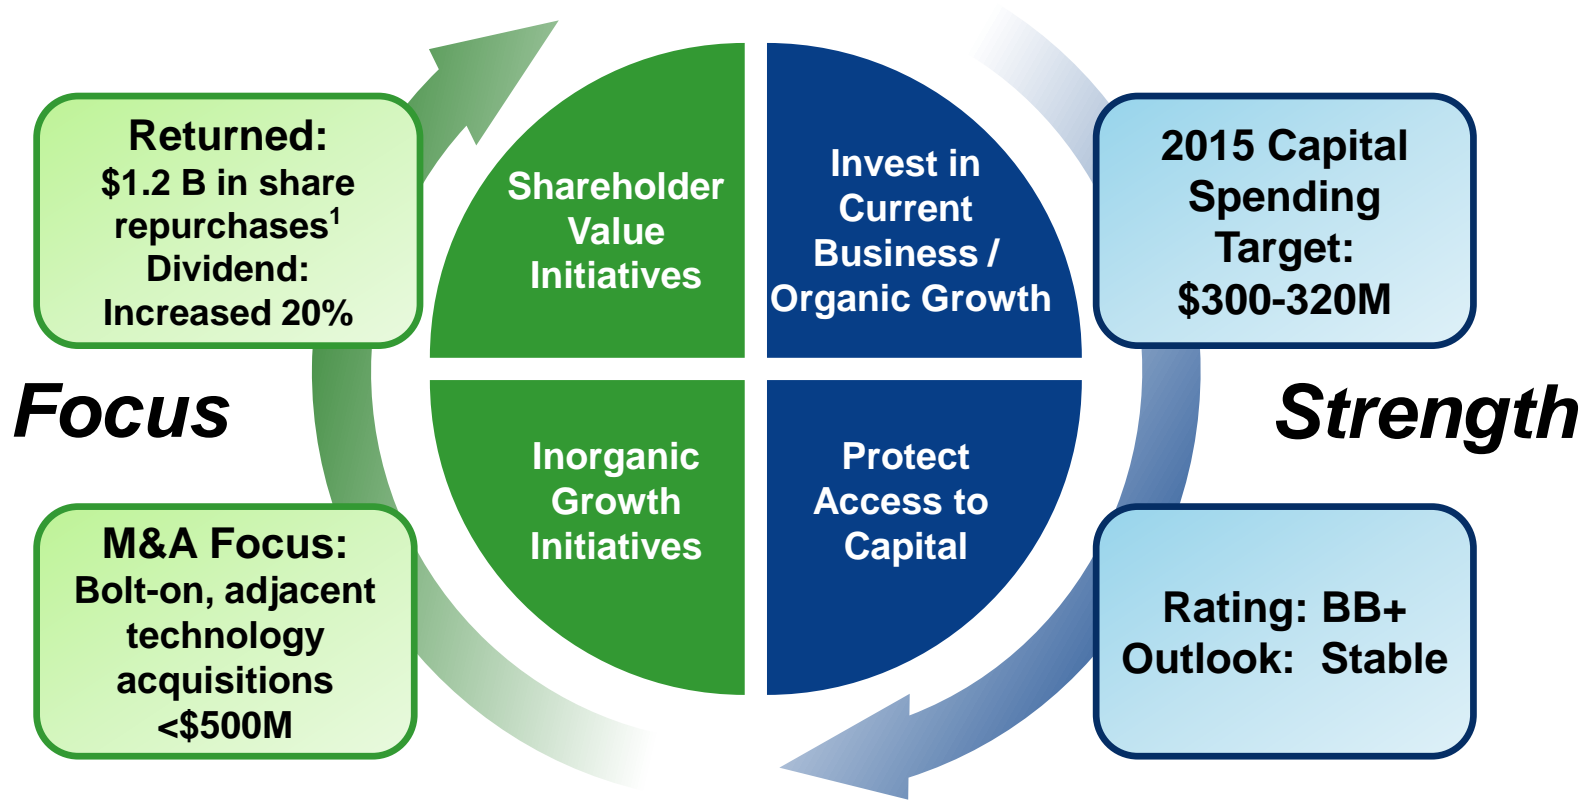 Returned:
$1.2 B in share
repurchases1
Dividend:
Increased 20%
Shareholder
Value
Initiatives
Invest in
Current
Business /
Organic Growth
2015 Capital
Spending
Target:
$300-320M
Focus
Strength
M&A Focus:
Bolt-on, adjacent
technology
acquisitions
<$500M
Inorganic
Growth
Initiatives
Protect
Access to
Capital
Rating: BB+
Outlook: Stable